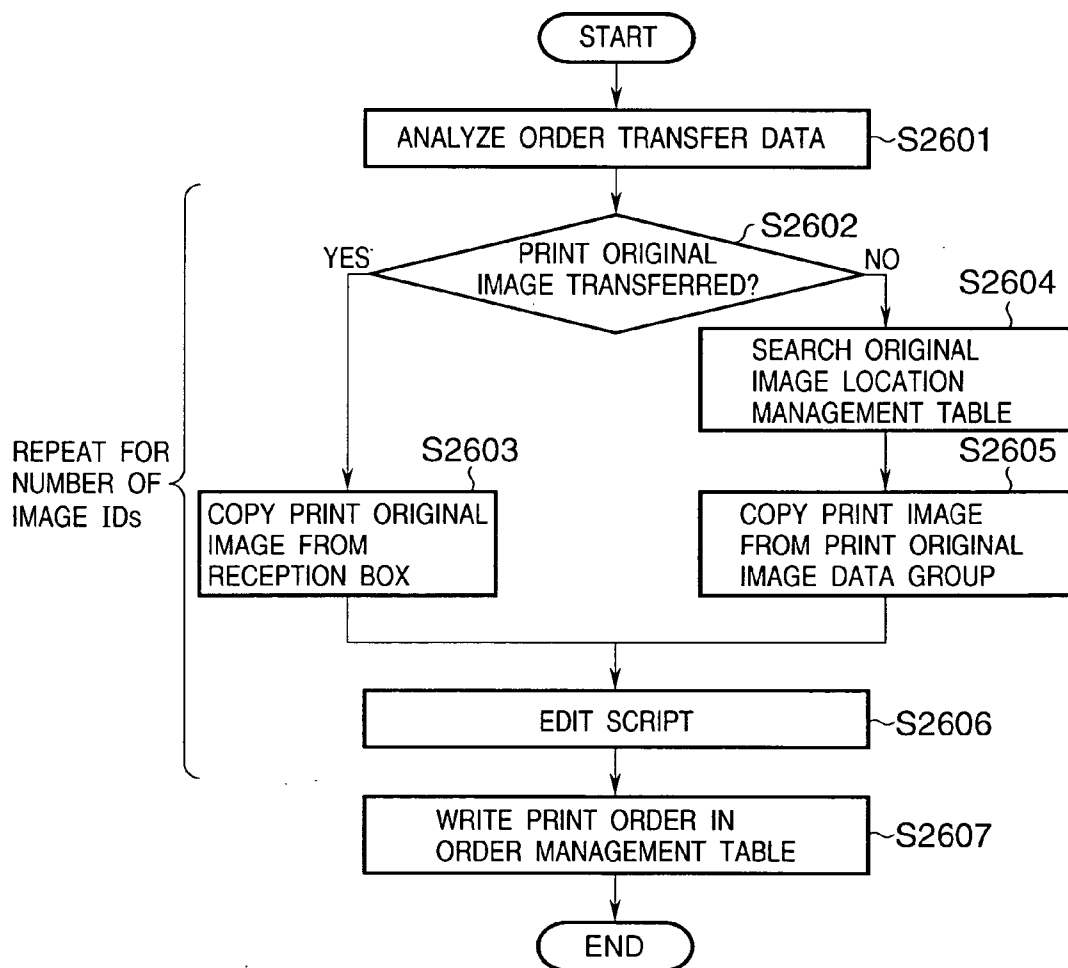 START
ANALYZE ORDER TRANSFER DATA
S2601
S2602
PRINT ORIGINAL
IMAGE TRANSFERRED?
YES
NO
S2604
SEARCH ORIGINAL
IMAGE LOCATION
MANAGEMENT TABLE
REPEAT FOR
NUMBER OF
IMAGE IDs
S2603
COPY PRINT ORIGINAL
IMAGE FROM
RECEPTION BOX
S2605
COPY PRINT IMAGE
FROM PRINT ORIGINAL
IMAGE DATA GROUP
EDIT SCRIPT
S2606
WRITE PRINT ORDER IN
ORDER MANAGEMENT TABLE
S2607
END